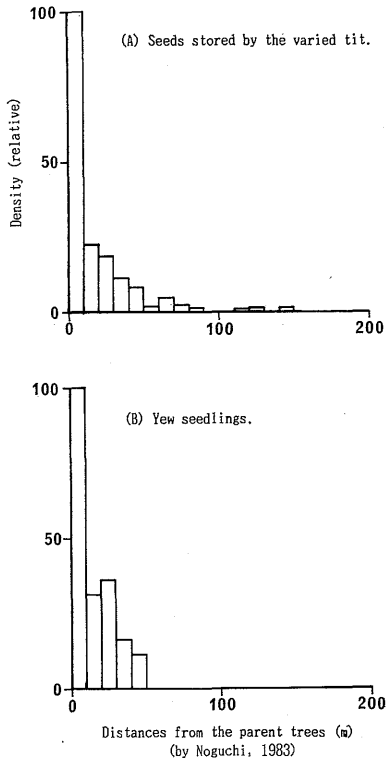 (A) Seeds stored by the varied tit.
Density (relative)
100
50
0
0 100 200
(B) Yew seedlings.
100
50
0
0 100 200
Distances from the parent trees (m)
(by Noguchi, 1983)